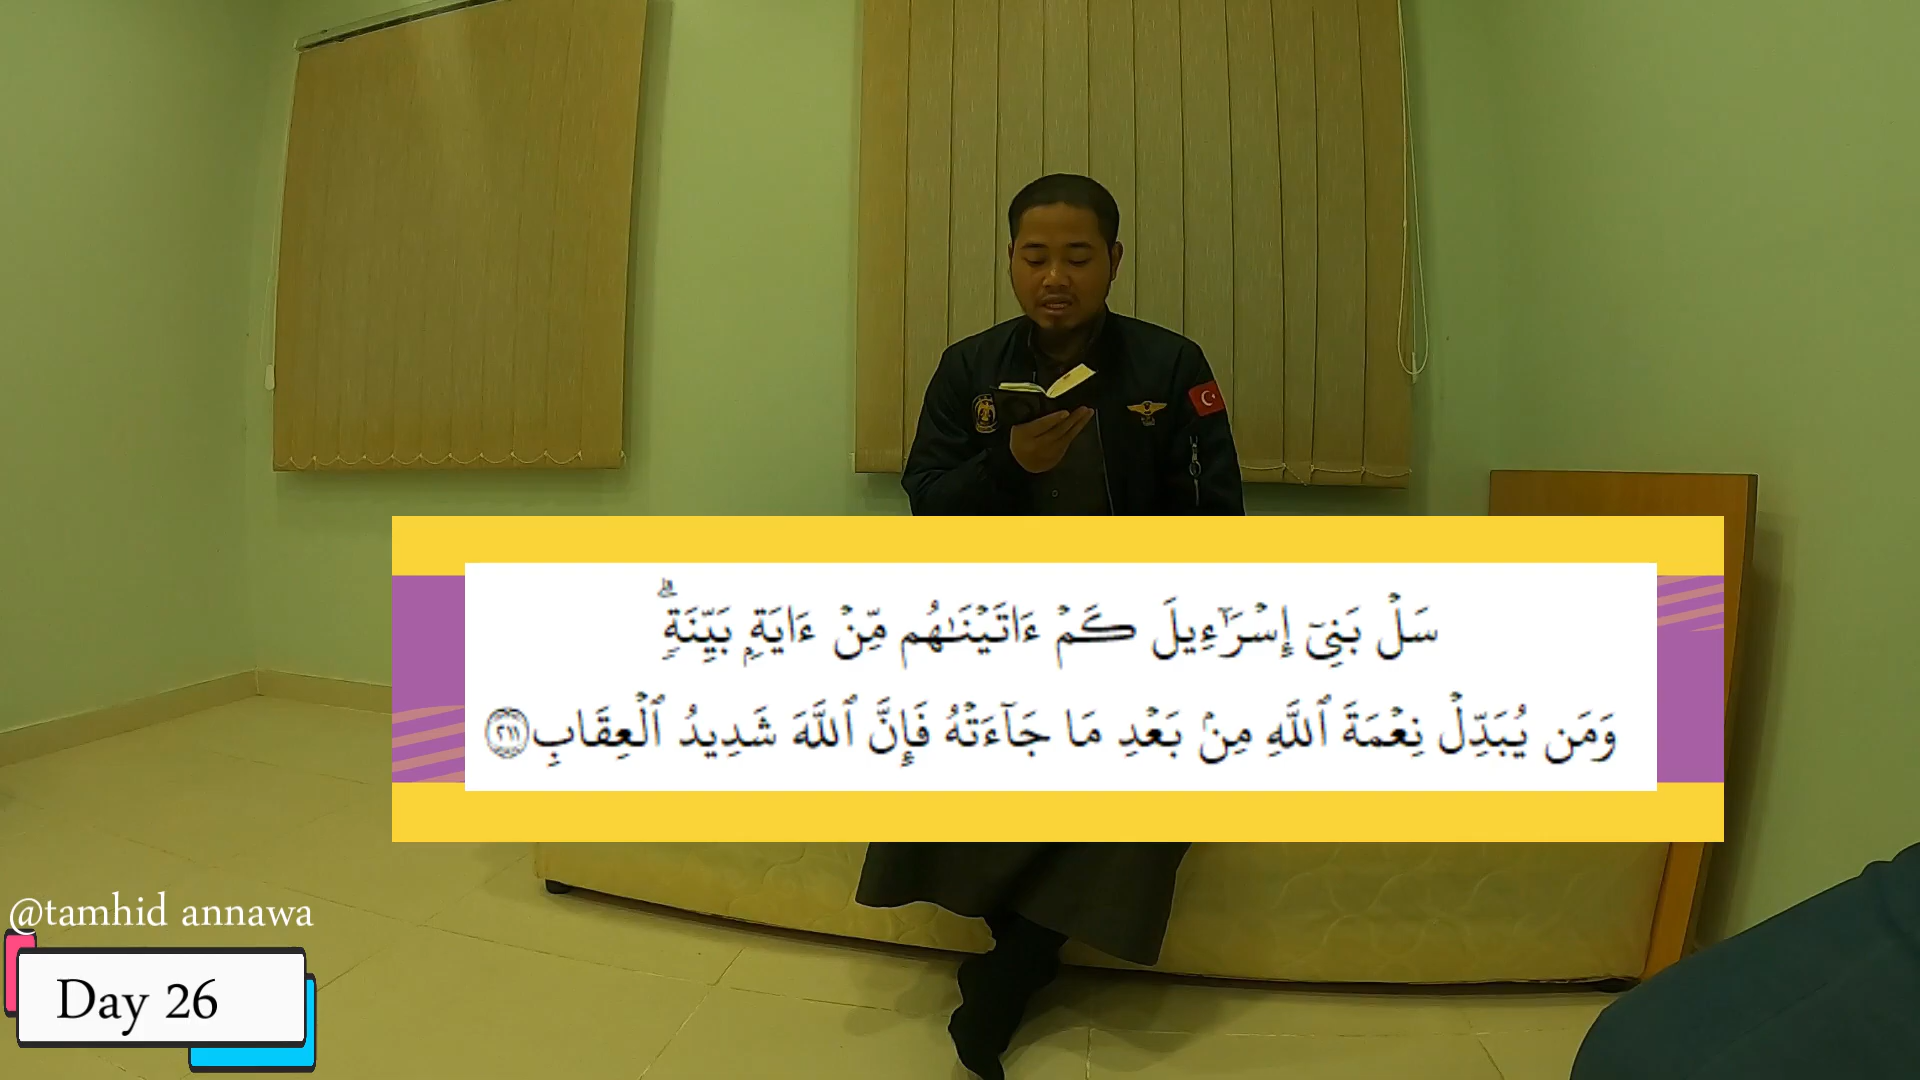 سَلۡ بَنِيٓ إِسۡرَٰٓءِيلَ كَمۡ ءَاتَيۡنَٰهُم مِّنۡ ءَايَةِۭ بَيِّنَةٖۗ
وَمَن يُبَدِّلۡ نِعۡمَةَ ٱللَّهِ مِنۢ بَعۡدِ مَا جَآءَتۡهُ فَإِنَّ ٱللَّهَ شَدِيدُ ٱلۡعِقَابِ ٢١١
@tamhid annawa
Day 26